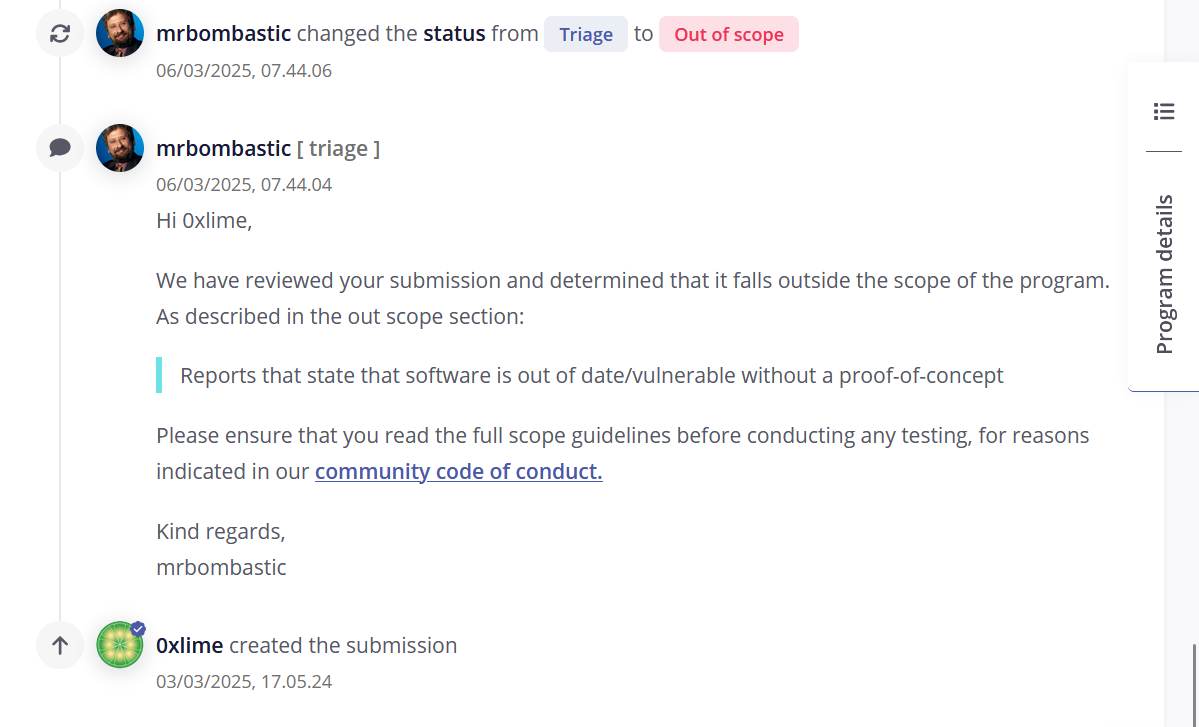 mrbombastic changed the status from Triage to Out of scope
06/03/2025, 07.44.06
mrbombastic [ triage ]
06/03/2025, 07.44.04
Hi 0xlime,
We have reviewed your submission and determined that it falls outside the scope of the program.
As described in the out scope section:
Reports that state that software is out of date/vulnerable without a proof-of-concept
Please ensure that you read the full scope guidelines before conducting any testing, for reasons
indicated in our community code of conduct.
Kind regards,
mrbombastic
0xlime created the submission
03/03/2025, 17.05.24
Program details